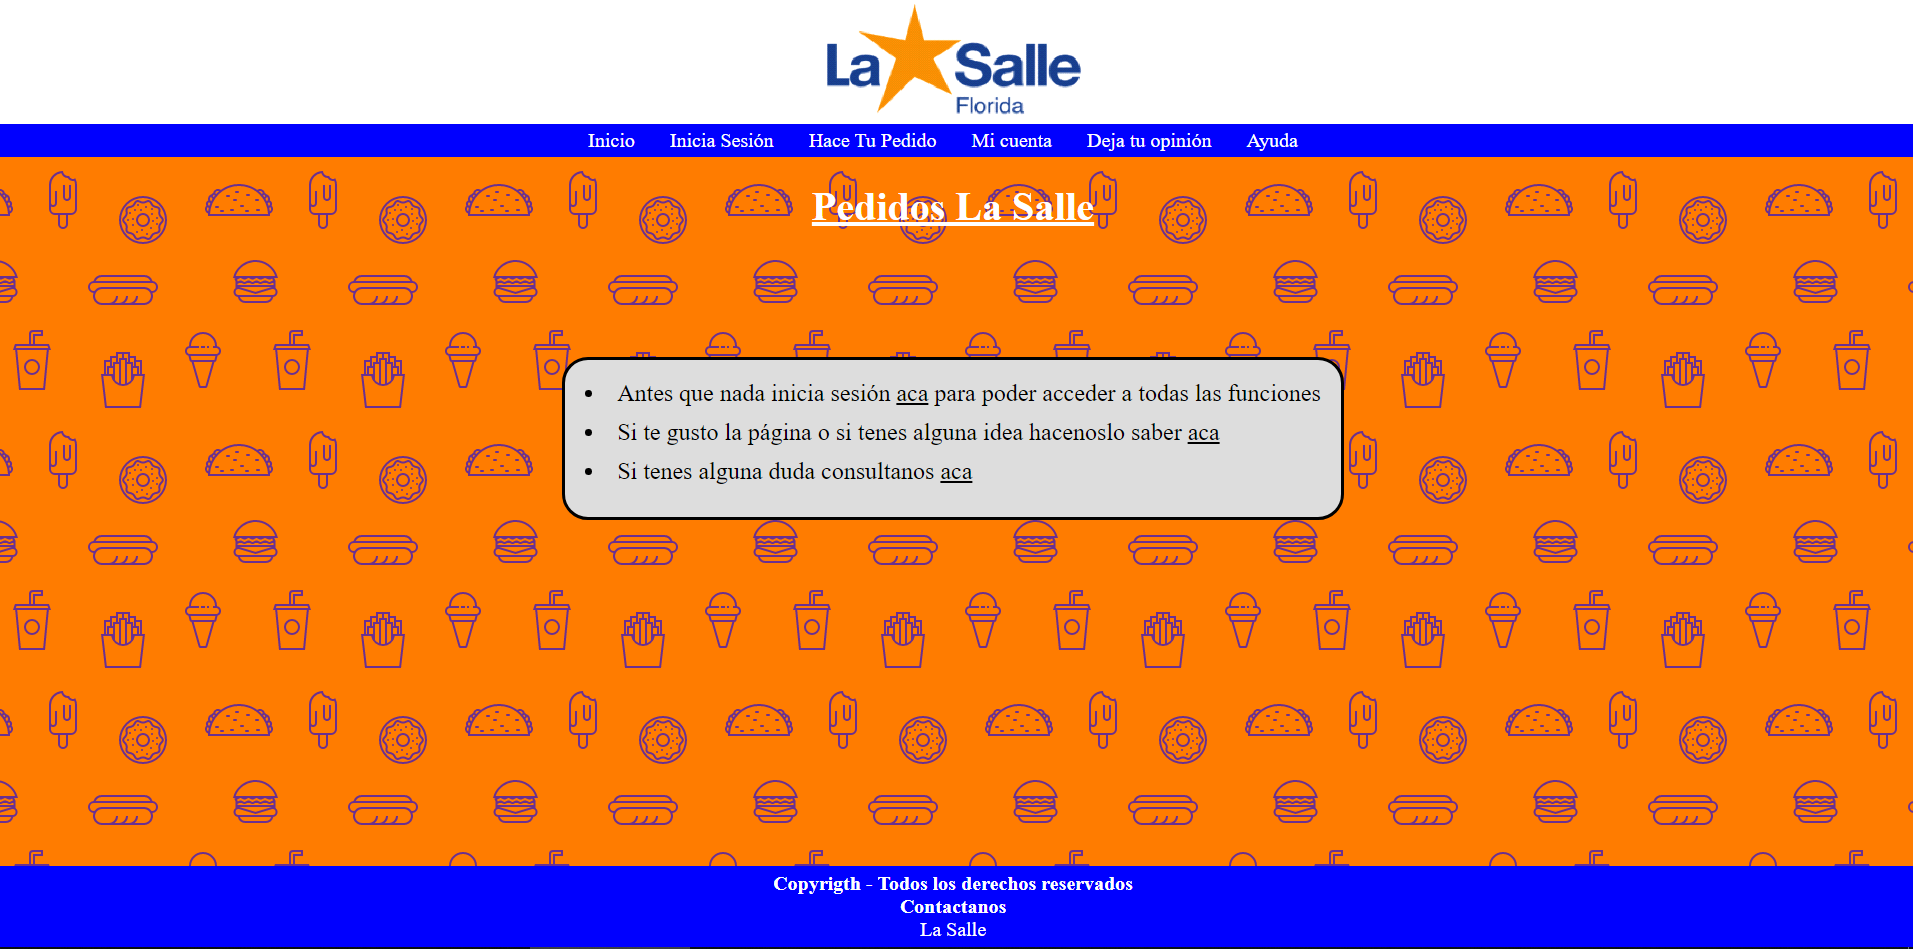 La Salle
Florida
Inicio Inicia Sesión Hace Tu Pedido Mi cuenta Deja tu opinión Ayuda
Pedidos La Salle
• Antes que nada inicia sesión aca para poder acceder a todas las funciones
• Si te gusto la página o si tenes alguna idea hacenoslo saber aca
• Si tenes alguna duda consultanos aca
Copyrigth - Todos los derechos reservados
Contactanos
La Salle